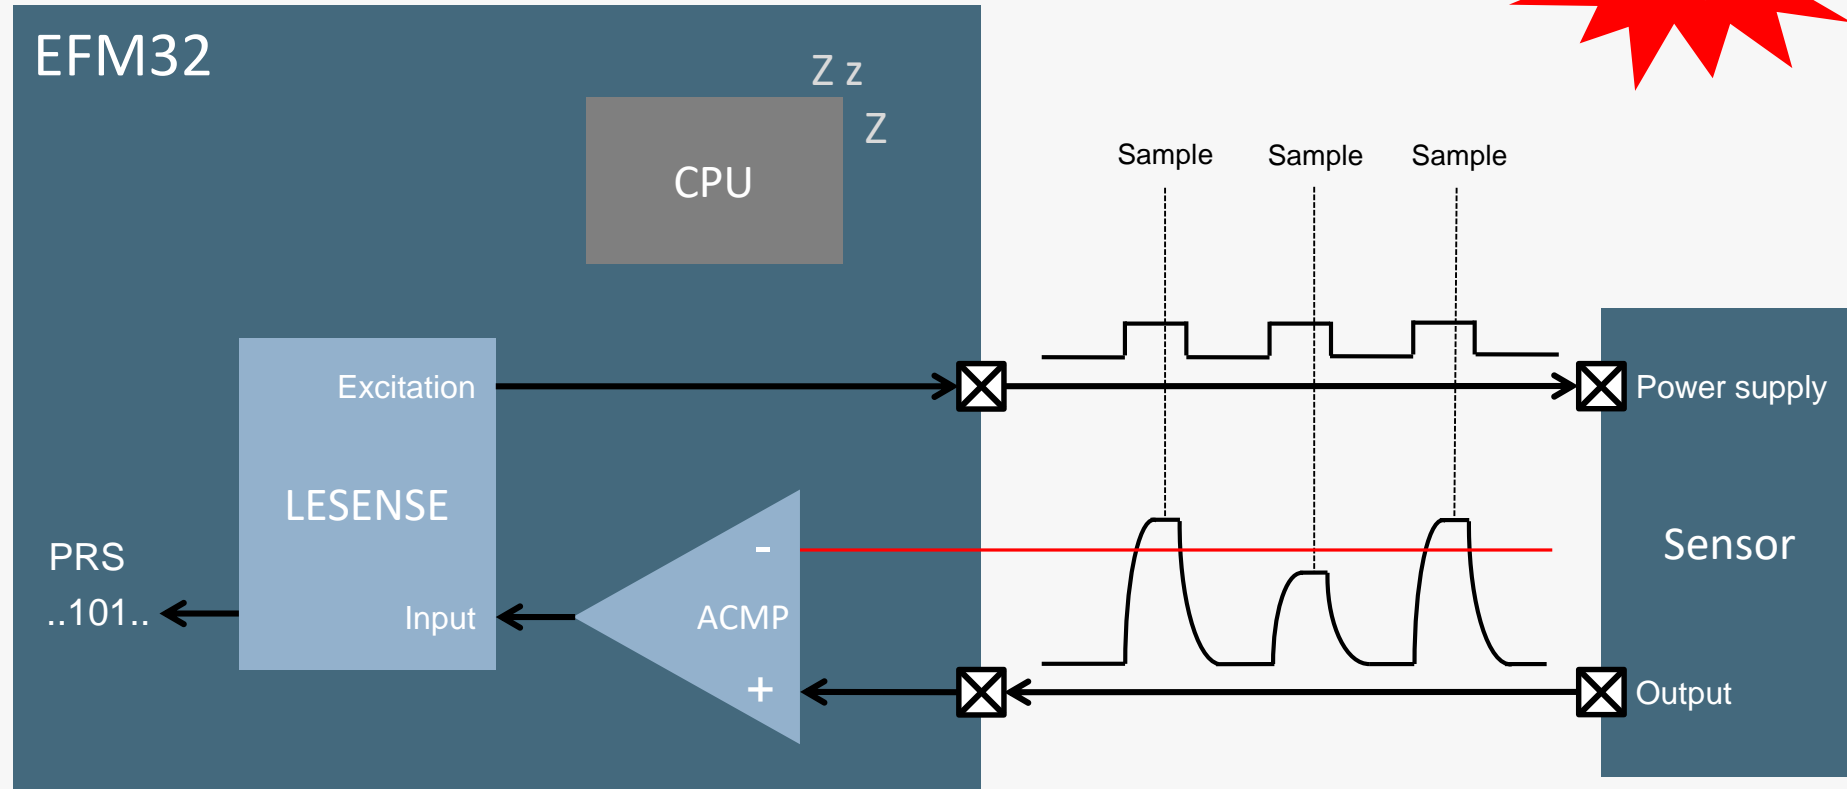 EFM32
Z z
Z
CPU
Sample Sample Sample
Excitation
Power supply
LESENSE
-
Sensor
PRS
..101..
Input
ACMP
+
Output